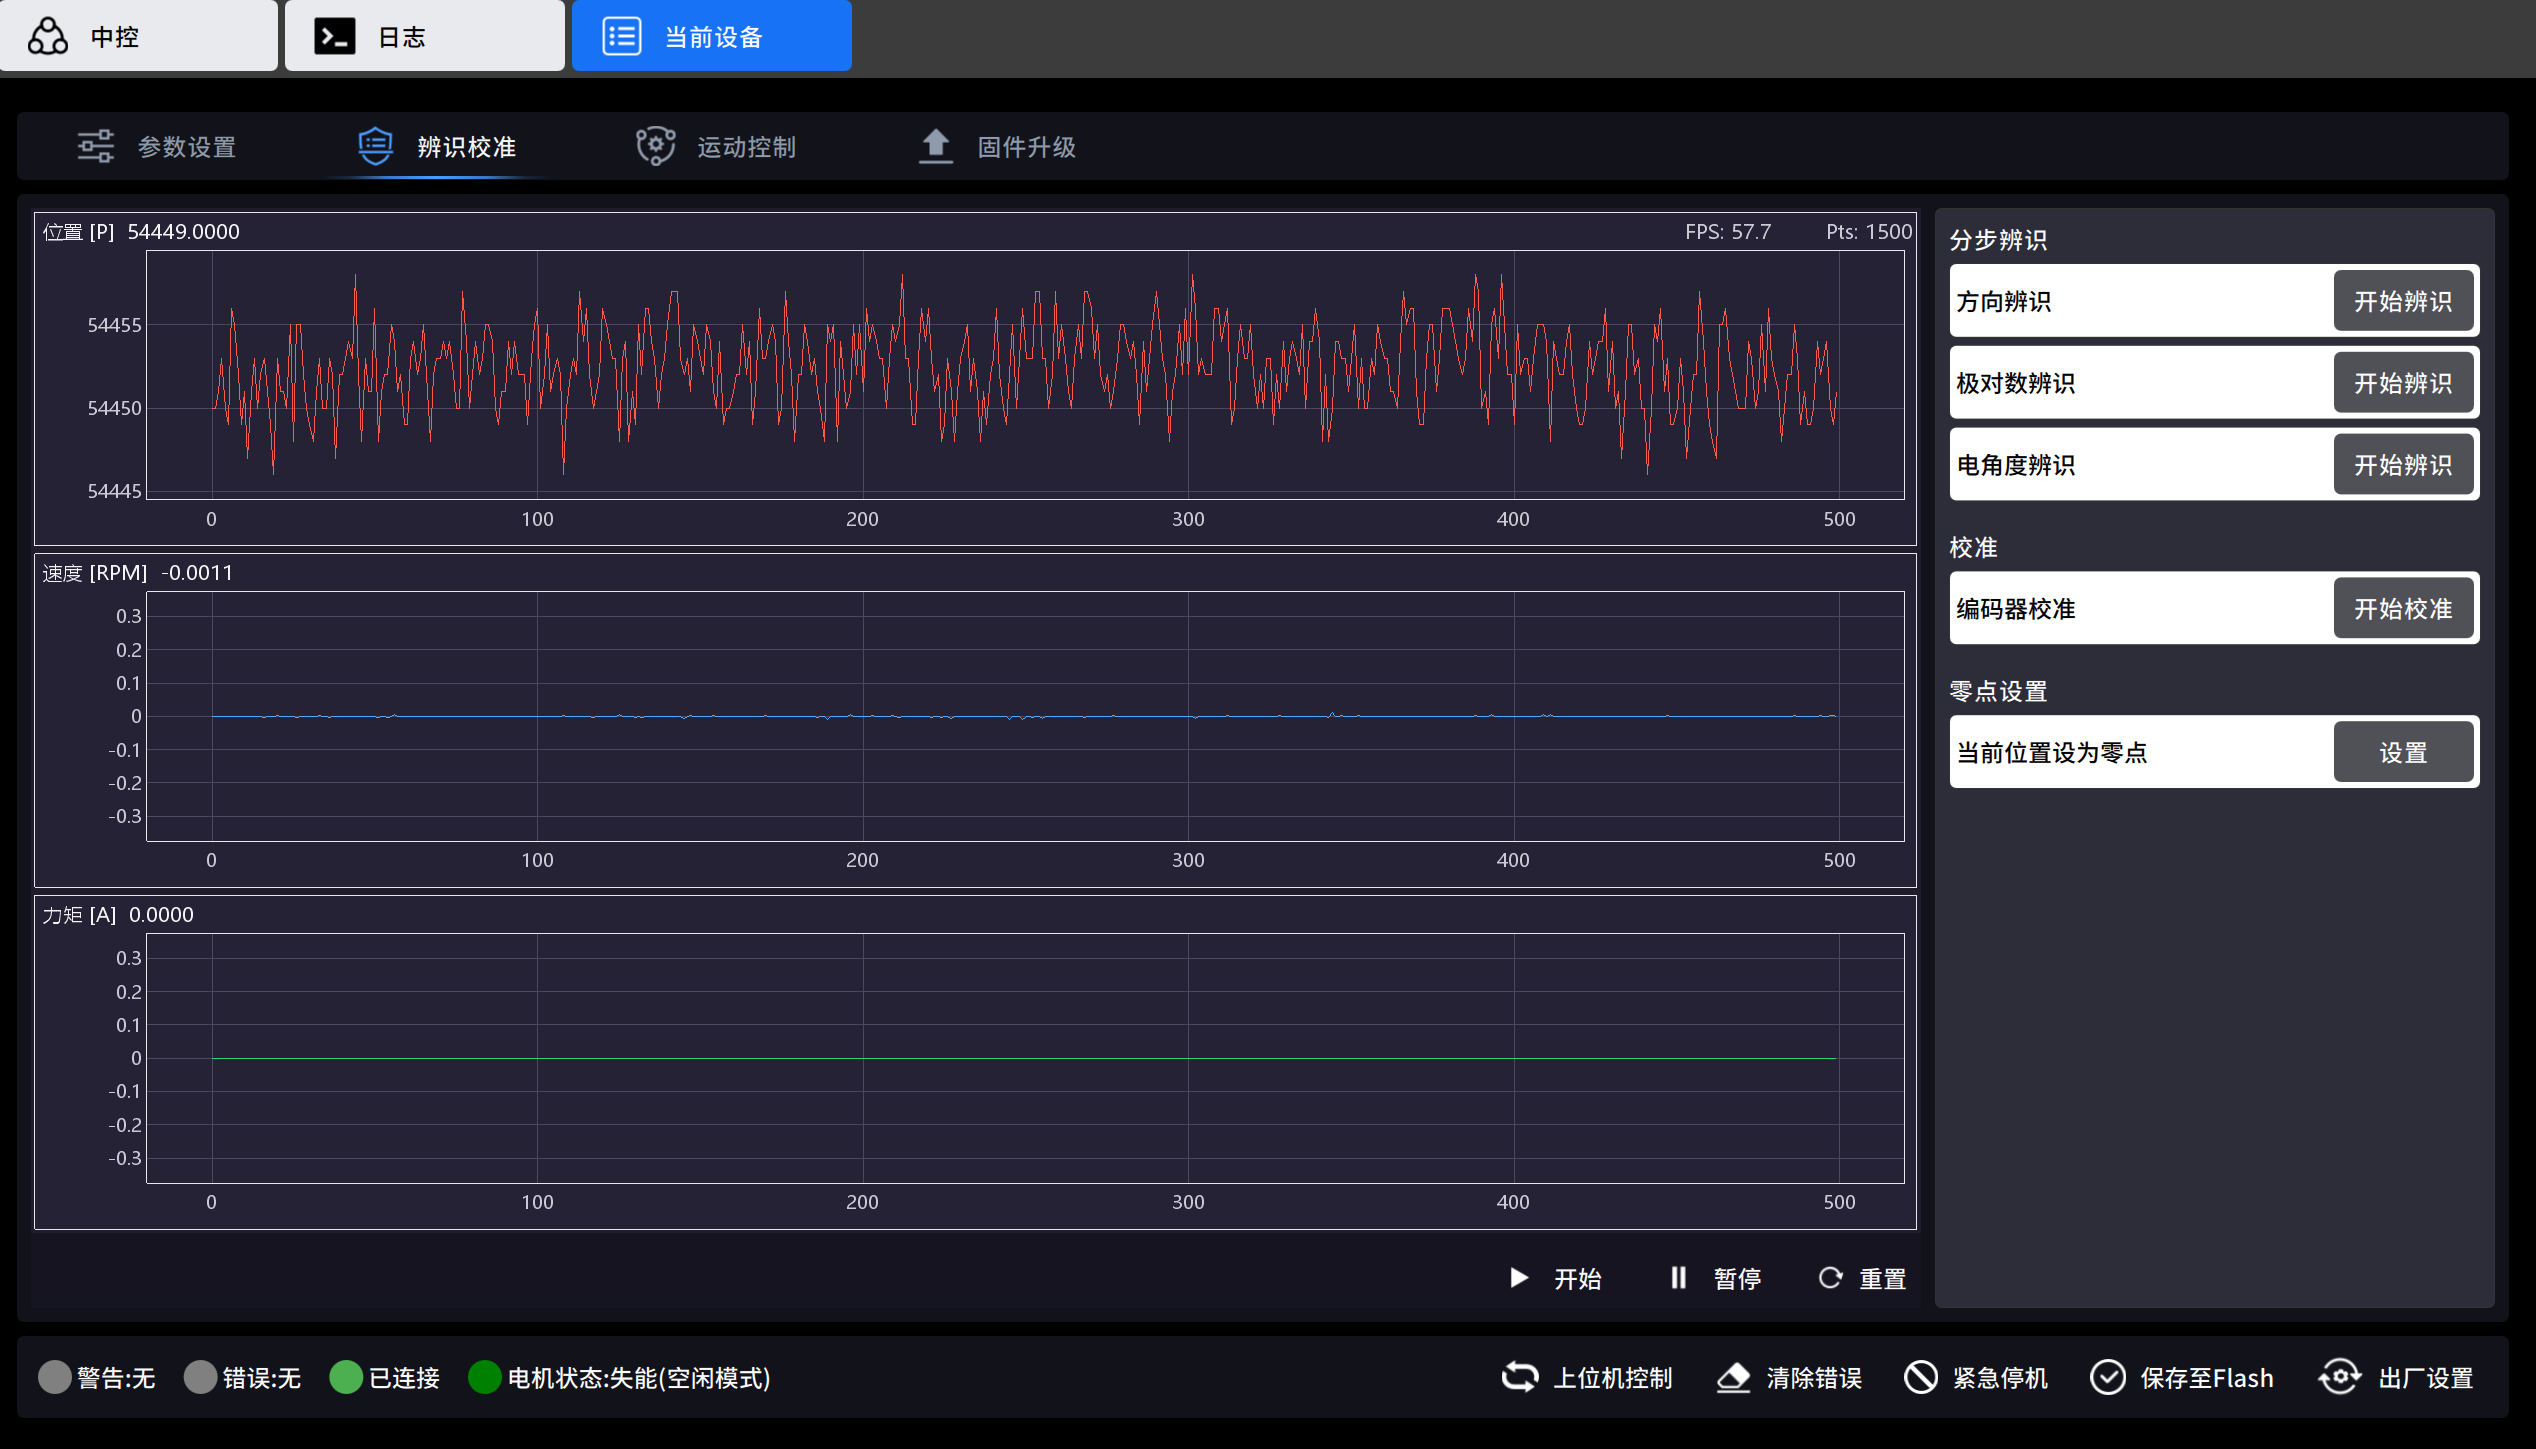 中控
日志
当前设备
参数设置
辨识校准
运动控制
固件升级
位置 [P] 54449.0000
FPS: 57.7
Pts: 1500
54455
54450
54445
0 100 200 300 400 500
速度 [RPM] -0.0011
0.3
0.2
0.1
0
-0.1
-0.2
-0.3
0 100 200 300 400 500
力矩 [A] 0.0000
0.3
0.2
0.1
0
-0.1
-0.2
-0.3
0 100 200 300 400 500
开始
暂停
重置
分步辨识
方向辨识 开始辨识
极对数辨识 开始辨识
电角度辨识 开始辨识
校准
编码器校准 开始校准
零点设置
当前位置设为零点 设置
警告:无
错误:无
已连接
电机状态:失能(空闲模式)
上位机控制
清除错误
紧急停机
保存至Flash
出厂设置